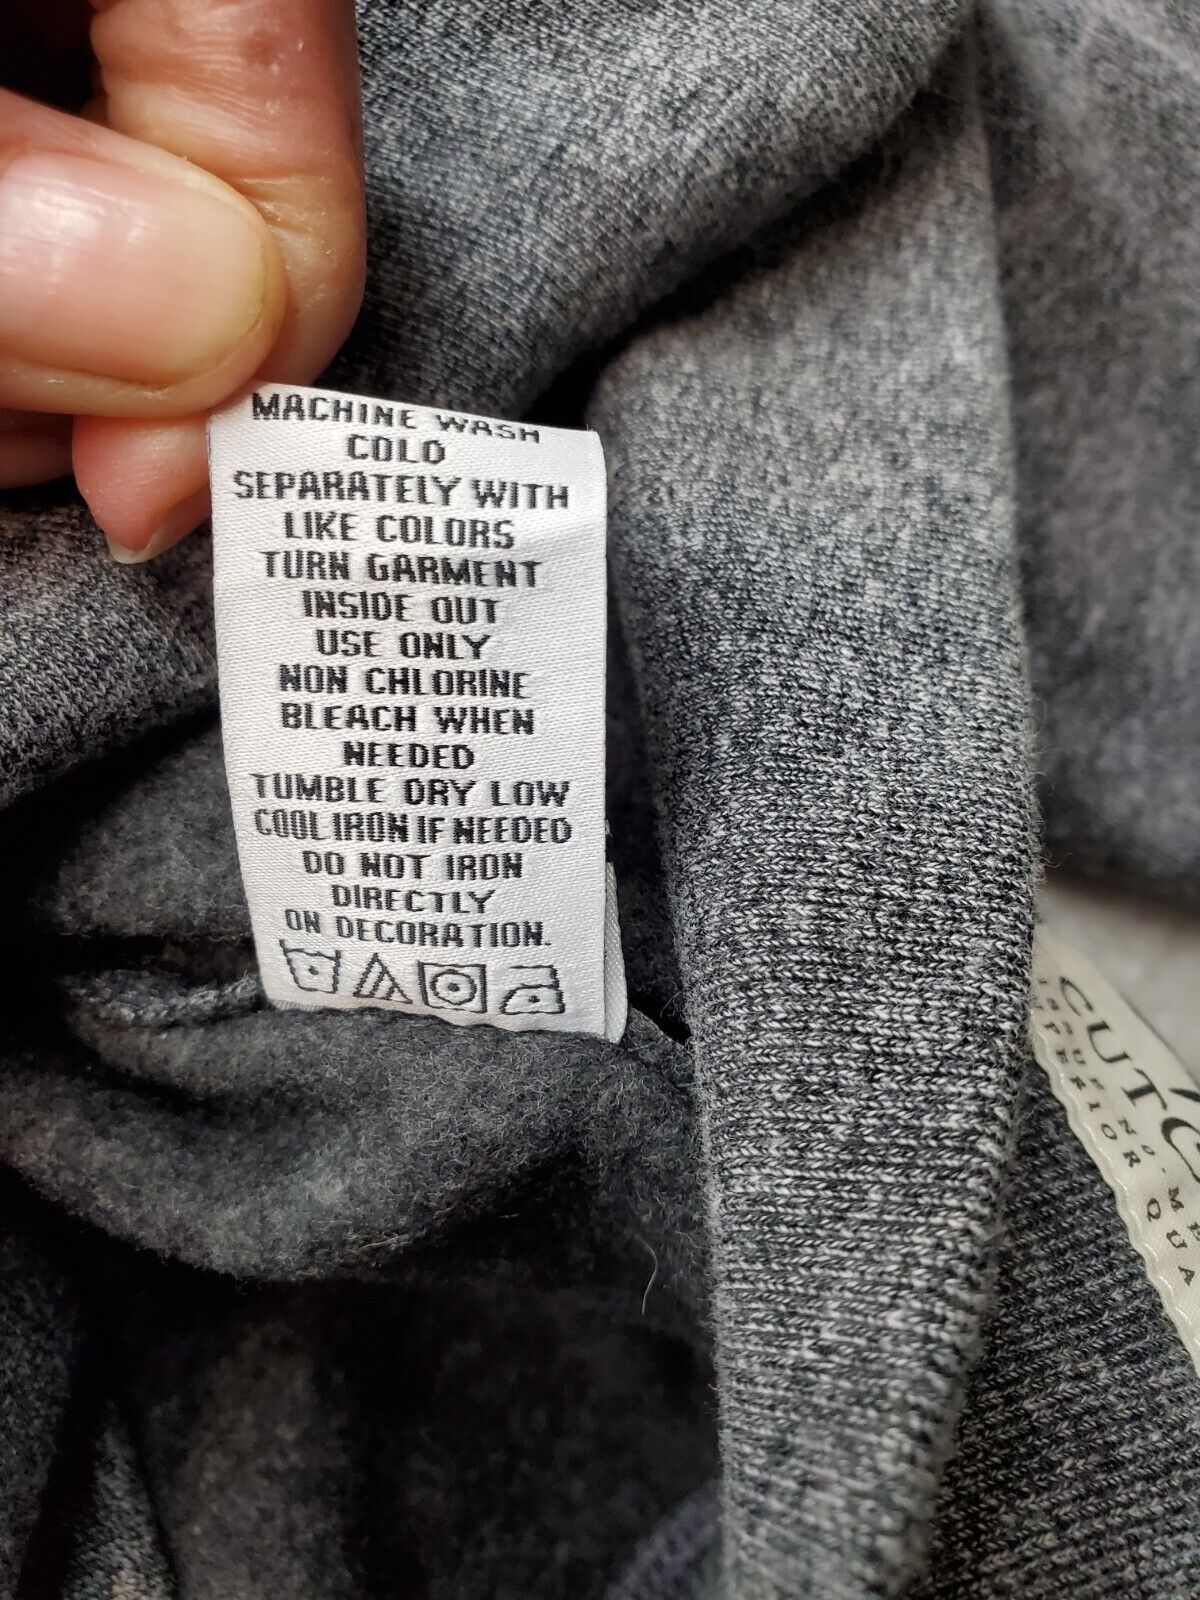 MACHINE WASH
COLD
SEPARATELY WITH
LIKE COLORS
TURN GARMENT
INSIDE OUT
USE ONLY
NON CHLORINE
BLEACH WHEN
NEEDED
TUMBLE DRY LOW
COOL IRON IF NEEDED
DO NOT IRON
DIRECTLY
ON DECORATION.
CUTO